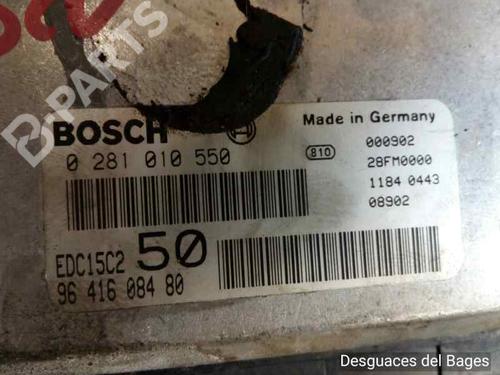 B-PARTS
BOSCH
Made in Germany
0 281 010 550
810
000902
28FM0000
1184 0443
08902
EDC15C2
50
96 416 084 80
Desguaces del Bages